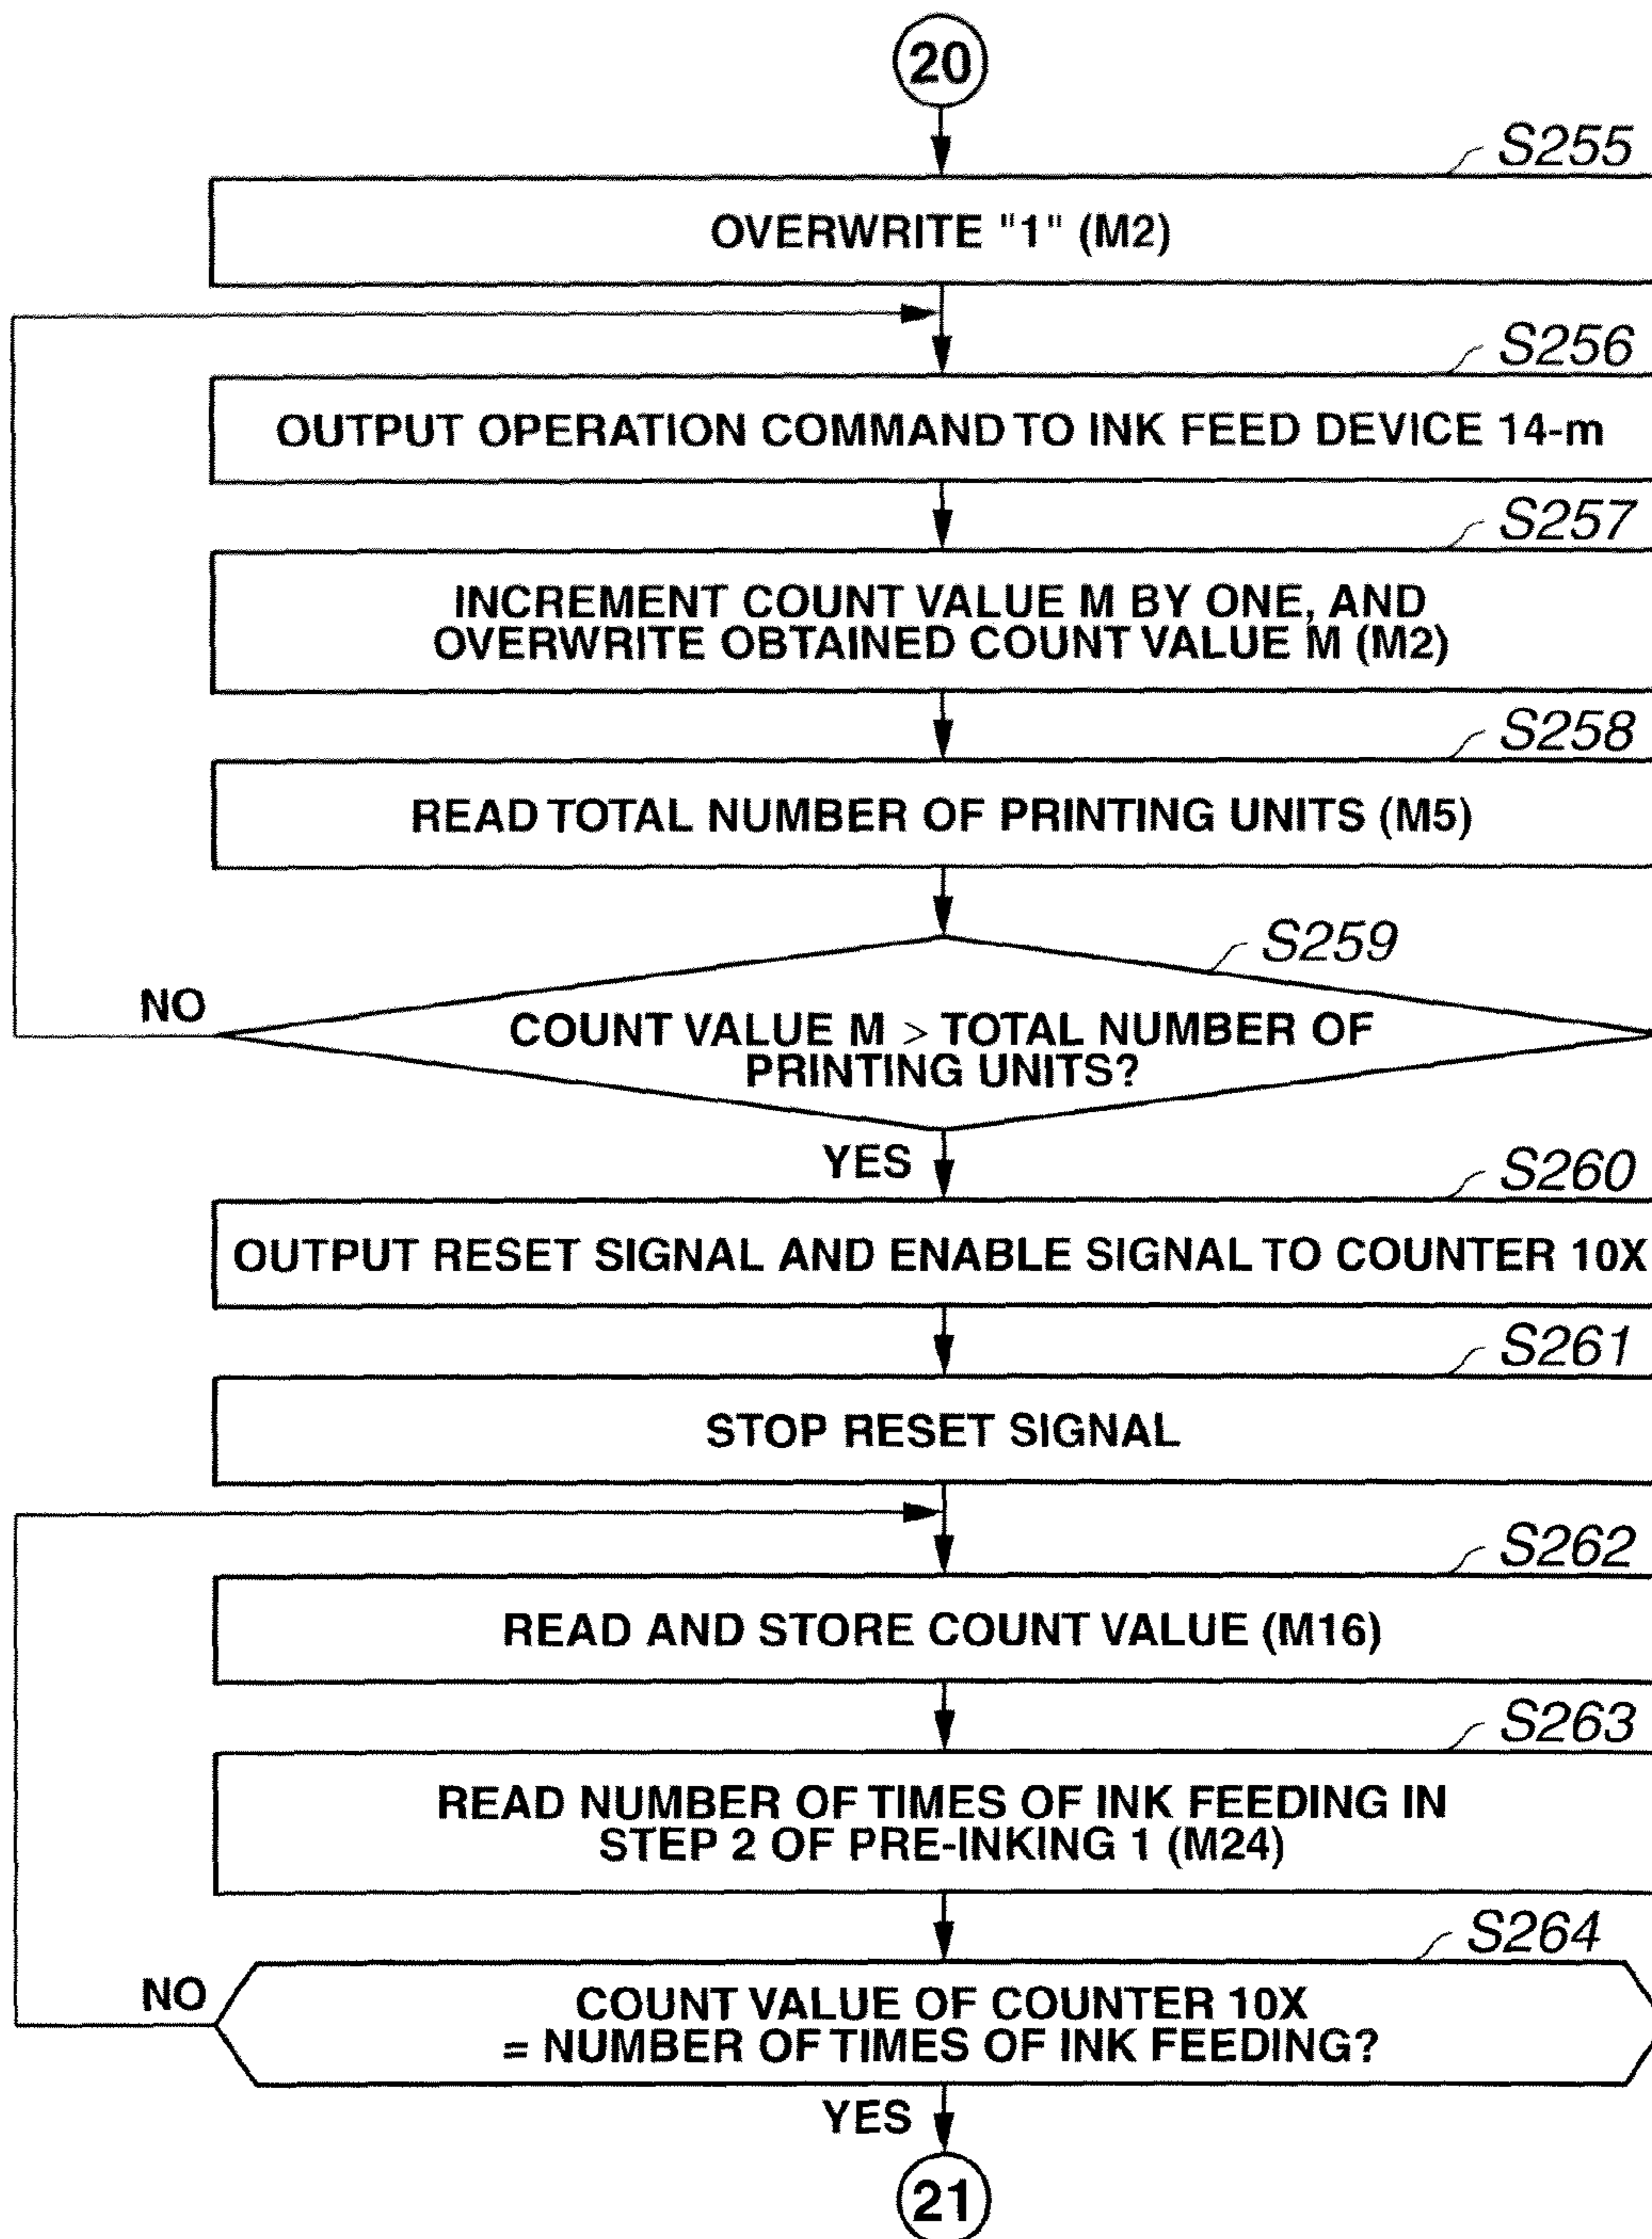 20
S255
OVERWRITE "1" (M2)
S256
OUTPUT OPERATION COMMAND TO INK FEED DEVICE 14-m
S257
INCREMENT COUNT VALUE M BY ONE, AND
OVERWRITE OBTAINED COUNT VALUE M (M2)
S258
READ TOTAL NUMBER OF PRINTING UNITS (M5)
S259
NO
COUNT VALUE M > TOTAL NUMBER OF
PRINTING UNITS?
YES
S260
OUTPUT RESET SIGNAL AND ENABLE SIGNAL TO COUNTER 10X
S261
STOP RESET SIGNAL
S262
READ AND STORE COUNT VALUE (M16)
S263
READ NUMBER OF TIMES OF INK FEEDING IN
STEP 2 OF PRE-INKING 1 (M24)
S264
NO
COUNT VALUE OF COUNTER 10X
= NUMBER OF TIMES OF INK FEEDING?
YES
21